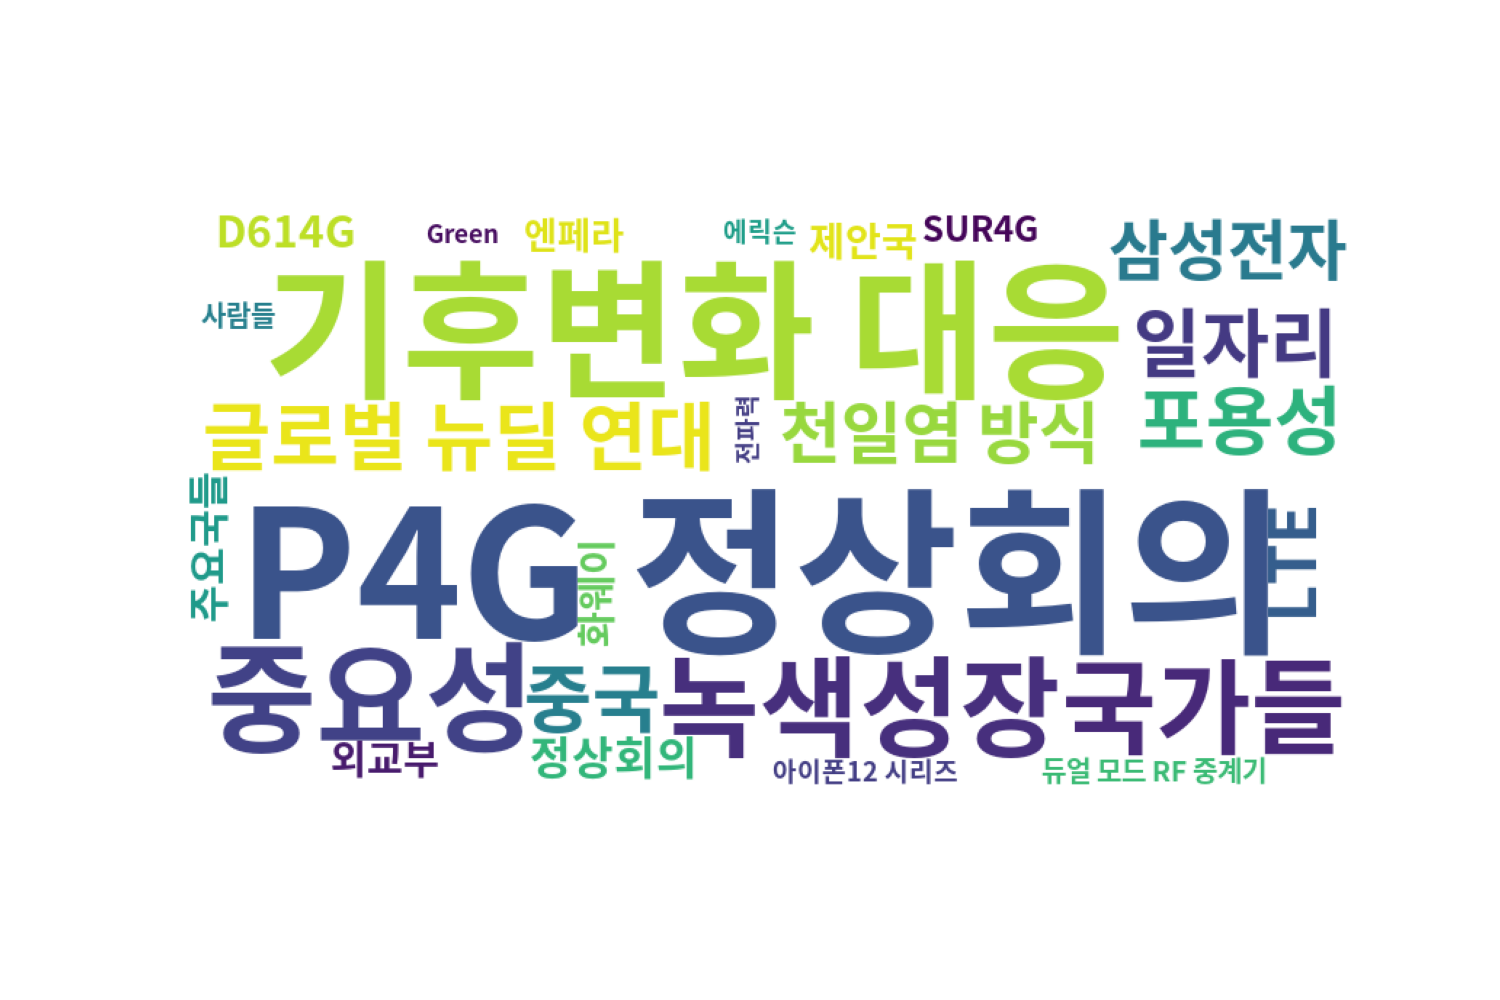 D614G
Green
엔페라
에릭슨
제안국
SUR4G
삼성전자
사람들
기후변화 대응
일자리
글로벌 뉴딜 연대
전파력
천일염 방식
포용성
주요국들
P4G 정상회의
화웨이
LTE
중요성
중국
녹색성장
국가들
외교부
정상회의
아이폰12 시리즈
듀얼 모드 RF 중계기